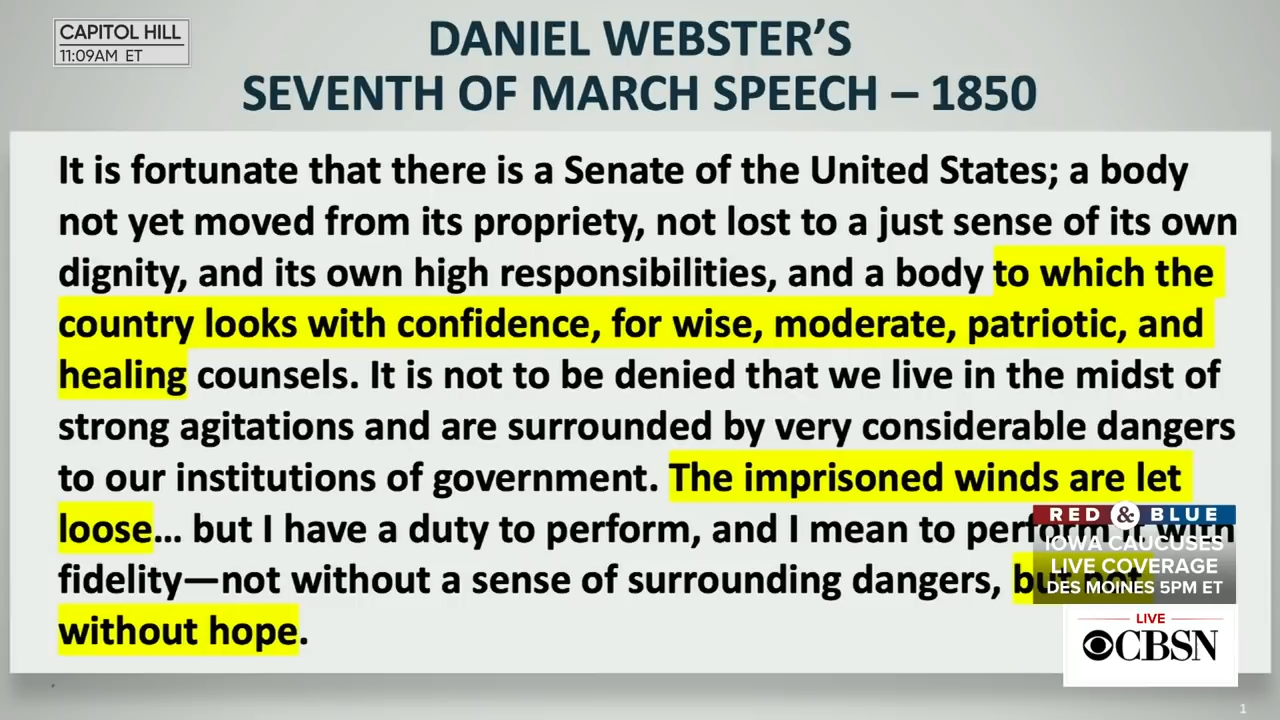 CAPITOL HILL
11:09AM ET
DANIEL WEBSTER’S
SEVENTH OF MARCH SPEECH – 1850
It is fortunate that there is a Senate of the United States; a body
not yet moved from its propriety, not lost to a just sense of its own
dignity, and its own high responsibilities, and a body to which the
country looks with confidence, for wise, moderate, patriotic, and
healing counsels. It is not to be denied that we live in the midst of
strong agitations and are surrounded by very considerable dangers
to our institutions of government. The imprisoned winds are let
loose… but I have a duty to perform, and I mean to perform it with
fidelity—not without a sense of surrounding dangers, but not
without hope.
RED & BLUE
IOWA CAUCUSES
LIVE COVERAGE
DES MOINES 5PM ET
LIVE
CBSN
1